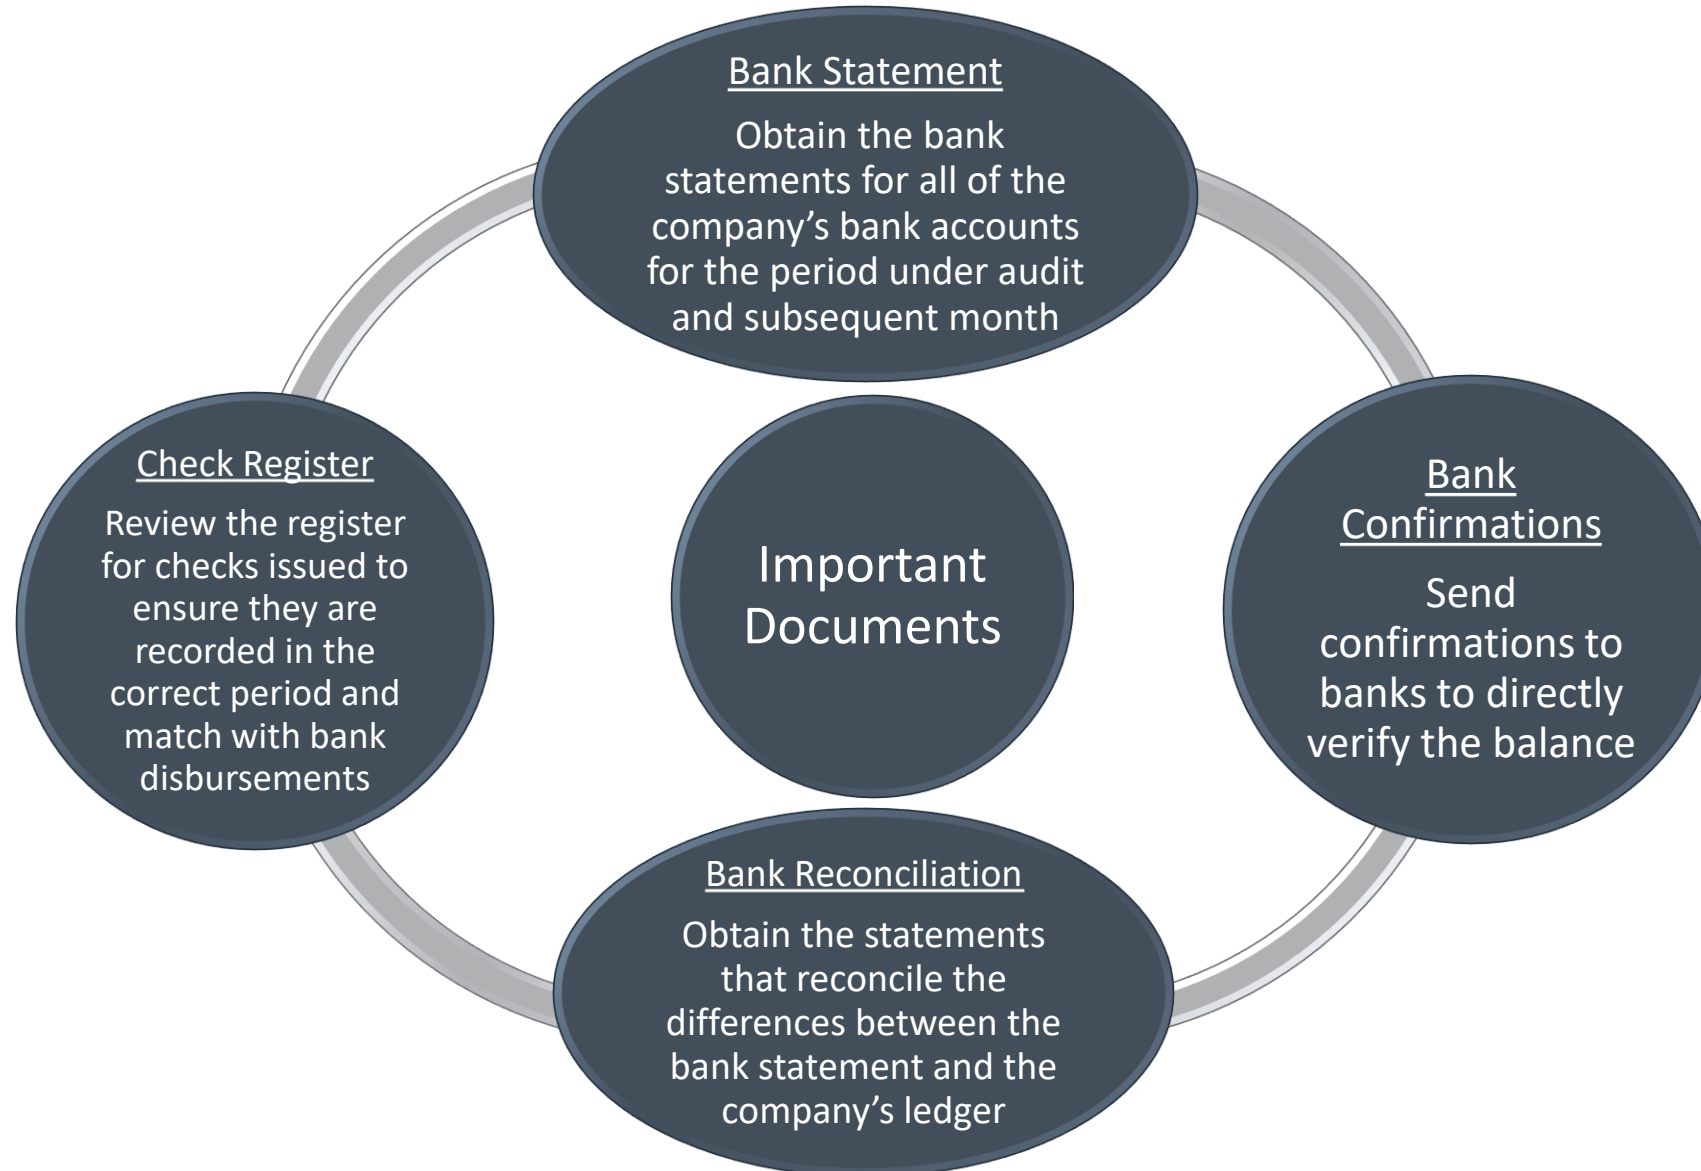 Bank Statement
Obtain the bank
statements for all of the
company’s bank accounts
for the period under audit
and subsequent month
Check Register
Review the register
for checks issued to
ensure they are
recorded in the
correct period and
match with bank
disbursements
Important
Documents
Bank
Confirmations
Send
confirmations to
banks to directly
verify the balance
Bank Reconciliation
Obtain the statements
that reconcile the
differences between the
bank statement and the
company’s ledger